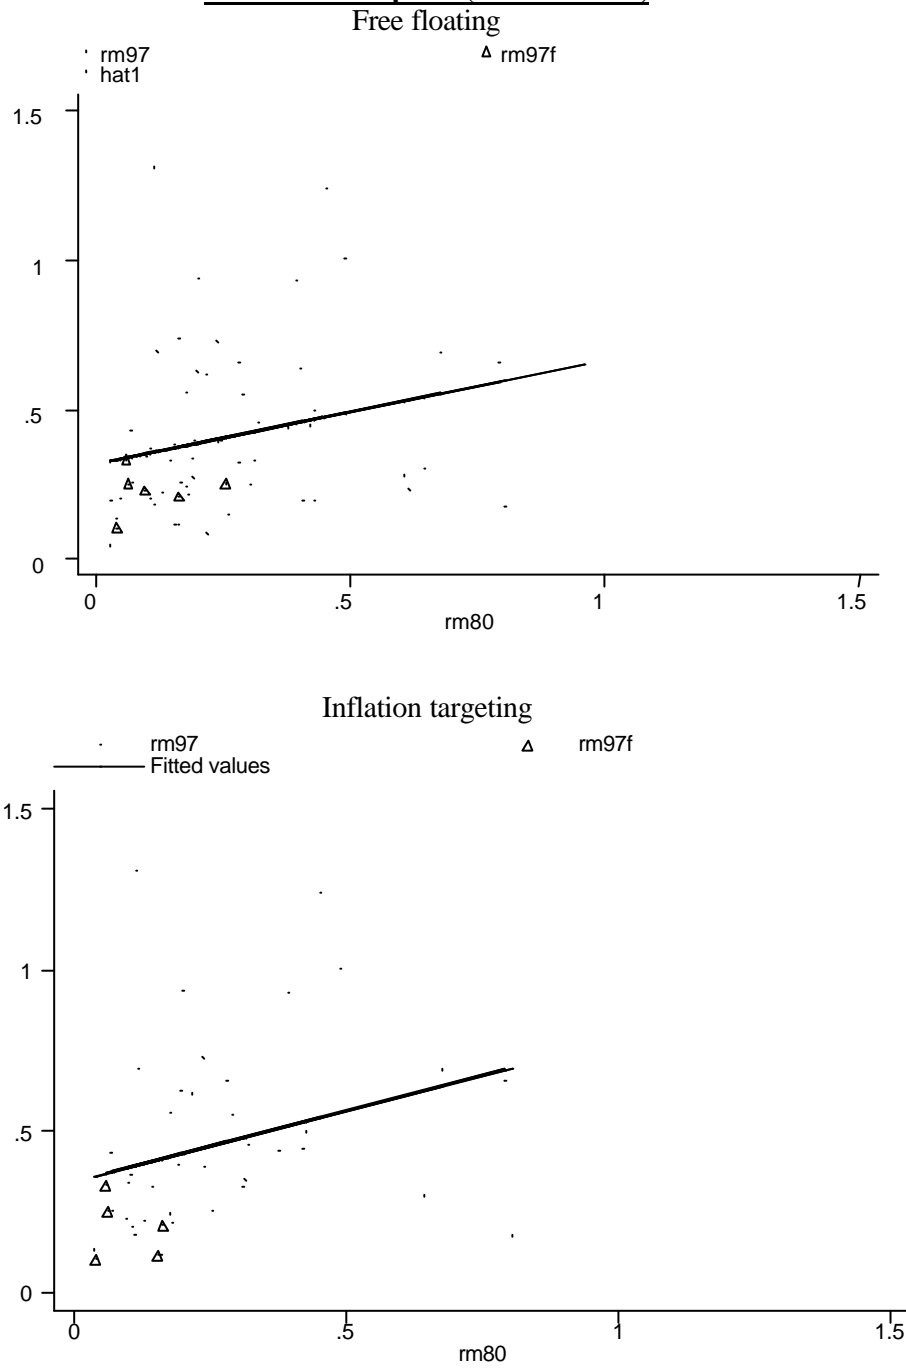 Free floating
rm97 rm97f
hat1
1.5
1
.5
0
0 .5 1 1.5
rm80
Inflation targeting
rm97 rm97f
Fitted values
1.5
1
.5
0
0 .5 1 1.5
rm80